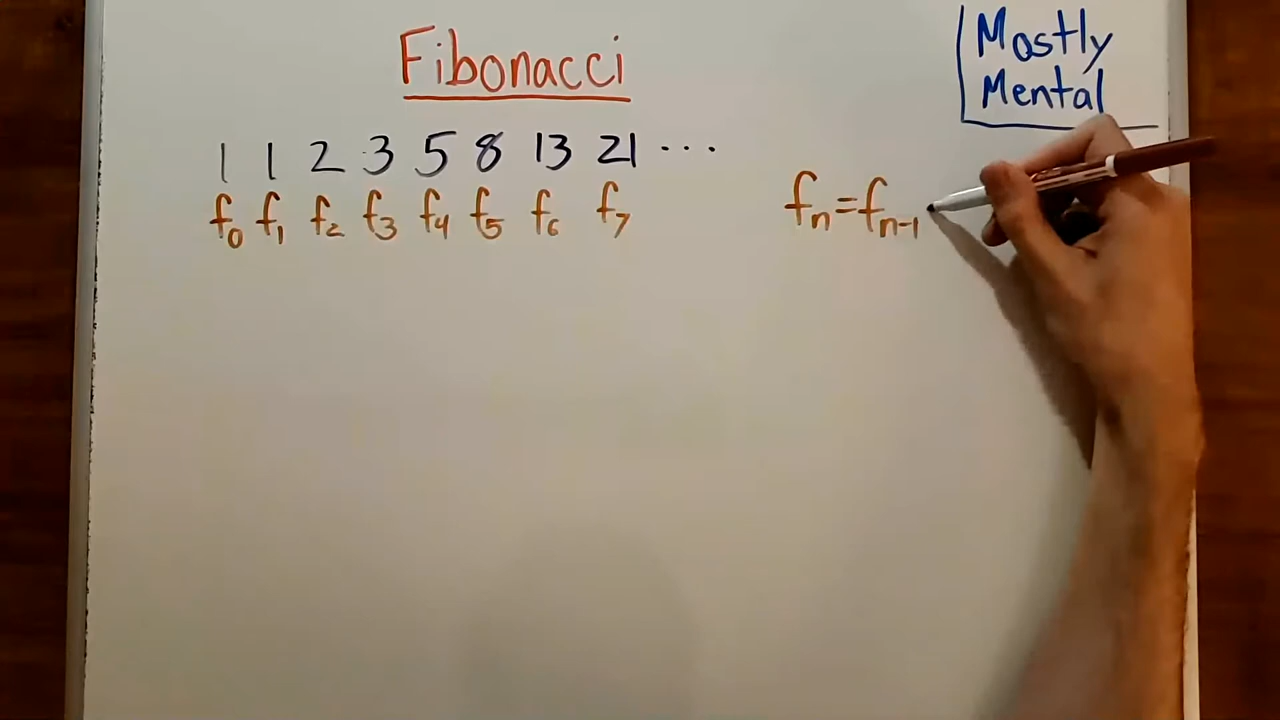 Fibonacci
Mostly
Mental
1 1 2 3 5 8 13 21 ...
f₀ f₁ f₂ f₃ f₄ f₅ f₆ f₇
fₙ=fₙ₋₁